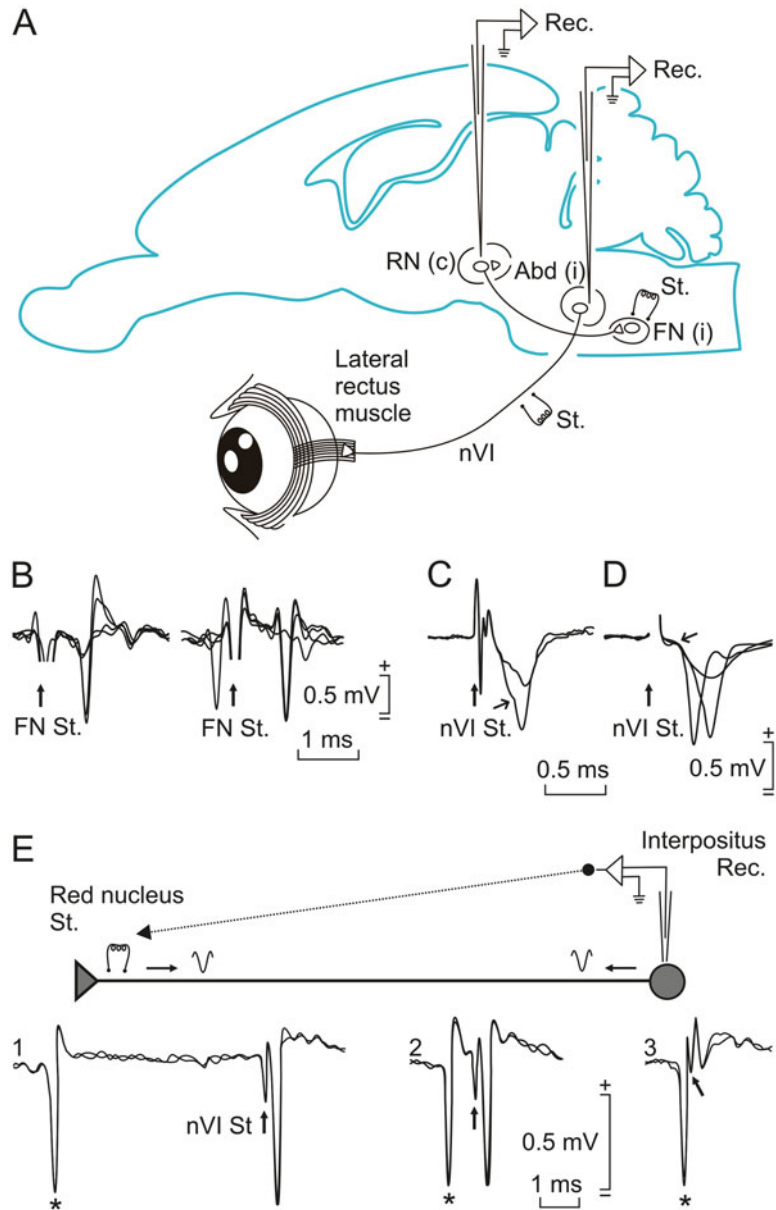 A
Rec.
Rec.
RN (c)
Abd (i)
St.
FN (i)
Lateral
rectus
muscle
St.
nVI
B
FN St.
FN St.
+
0.5 mV
=
1 ms
C
nVI St.
0.5 ms
D
nVI St.
+
0.5 mV
=
E
Interpositus
Rec.
Red nucleus
St.
1
nVI St
*
2
*
+
0.5 mV
=
1 ms
3
*